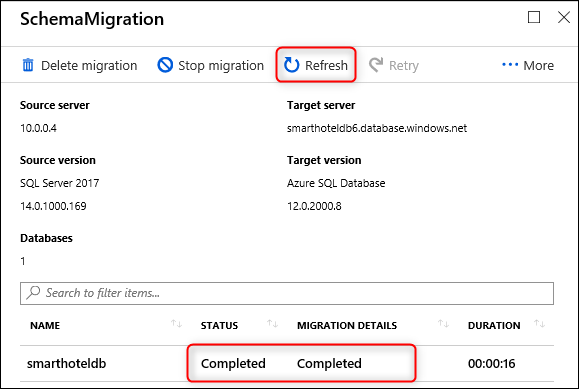 SchemaMigration
Delete migration Stop migration Refresh Retry ··· More
Source server Target server
10.0.0.4 smarthoteldb6.database.windows.net
Source version Target version
SQL Server 2017 Azure SQL Database
14.0.1000.169 12.0.2000.8
Databases
1
Search to filter items...
NAME STATUS MIGRATION DETAILS DURATION
smarthoteldb Completed Completed 00:00:16